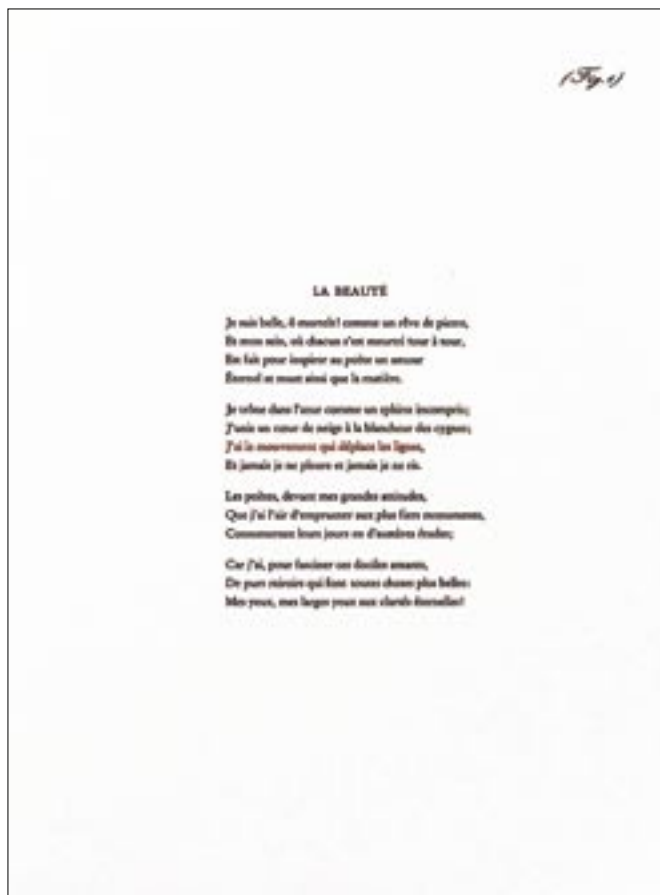 (Fig. 1)
LA BEAUTÉ
Je suis belle, ô mortels! comme un rêve de pierre,
Et mon sein, où chacun s'est meurtri tour à tour,
Est fait pour inspirer au poète un amour
Éternel et muet ainsi que la matière.
Je trône dans l'azur comme un sphinx incompris;
J'unis un cœur de neige à la blancheur des cygnes;
J'ai le mouvement qui déplace les lignes,
Et jamais je ne pleure et jamais je ne ris.
Les poètes, devant mes grandes attitudes,
Que j'ai l'air d'emprunter aux plus fiers monuments,
Consumeront leurs jours en d'austères études;
Car j'ai, pour fasciner ces dociles amants,
De purs miroirs qui font toutes choses plus belles:
Mes yeux, mes larges yeux aux clartés éternelles!